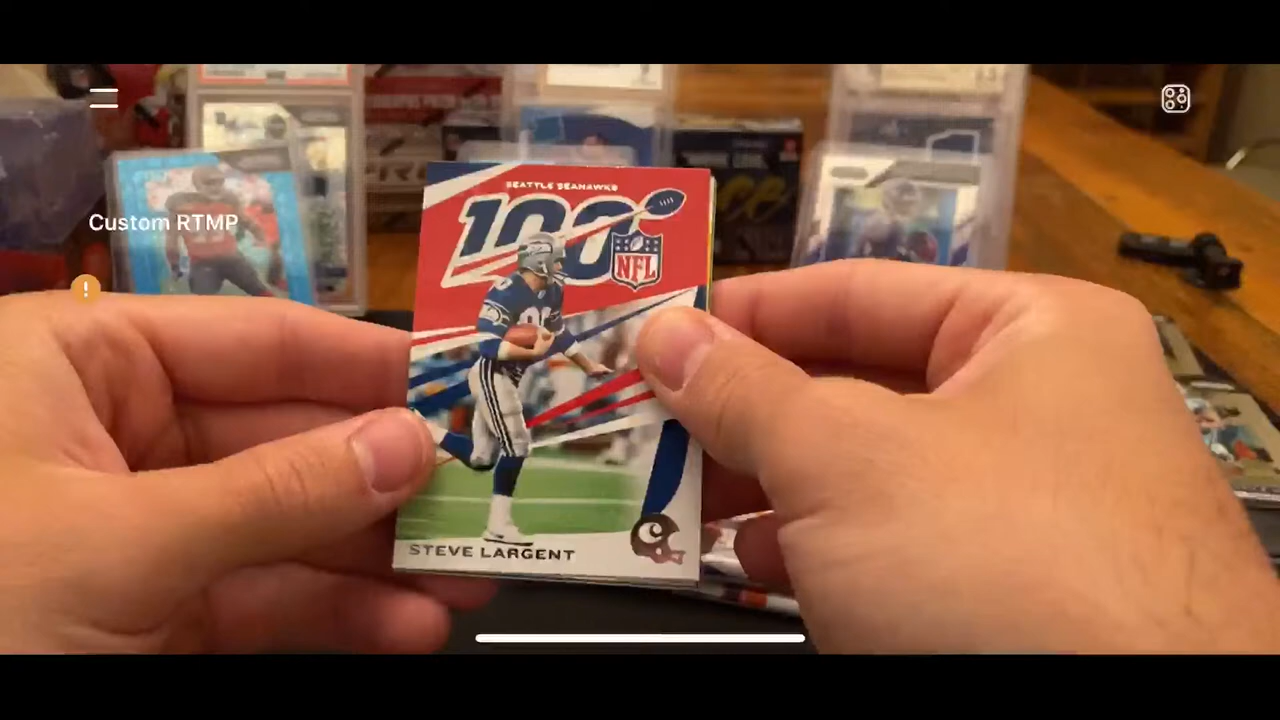 Custom RTMP
!
SEATTLE SEAHAWKS
100
NFL
STEVE LARGENT
C